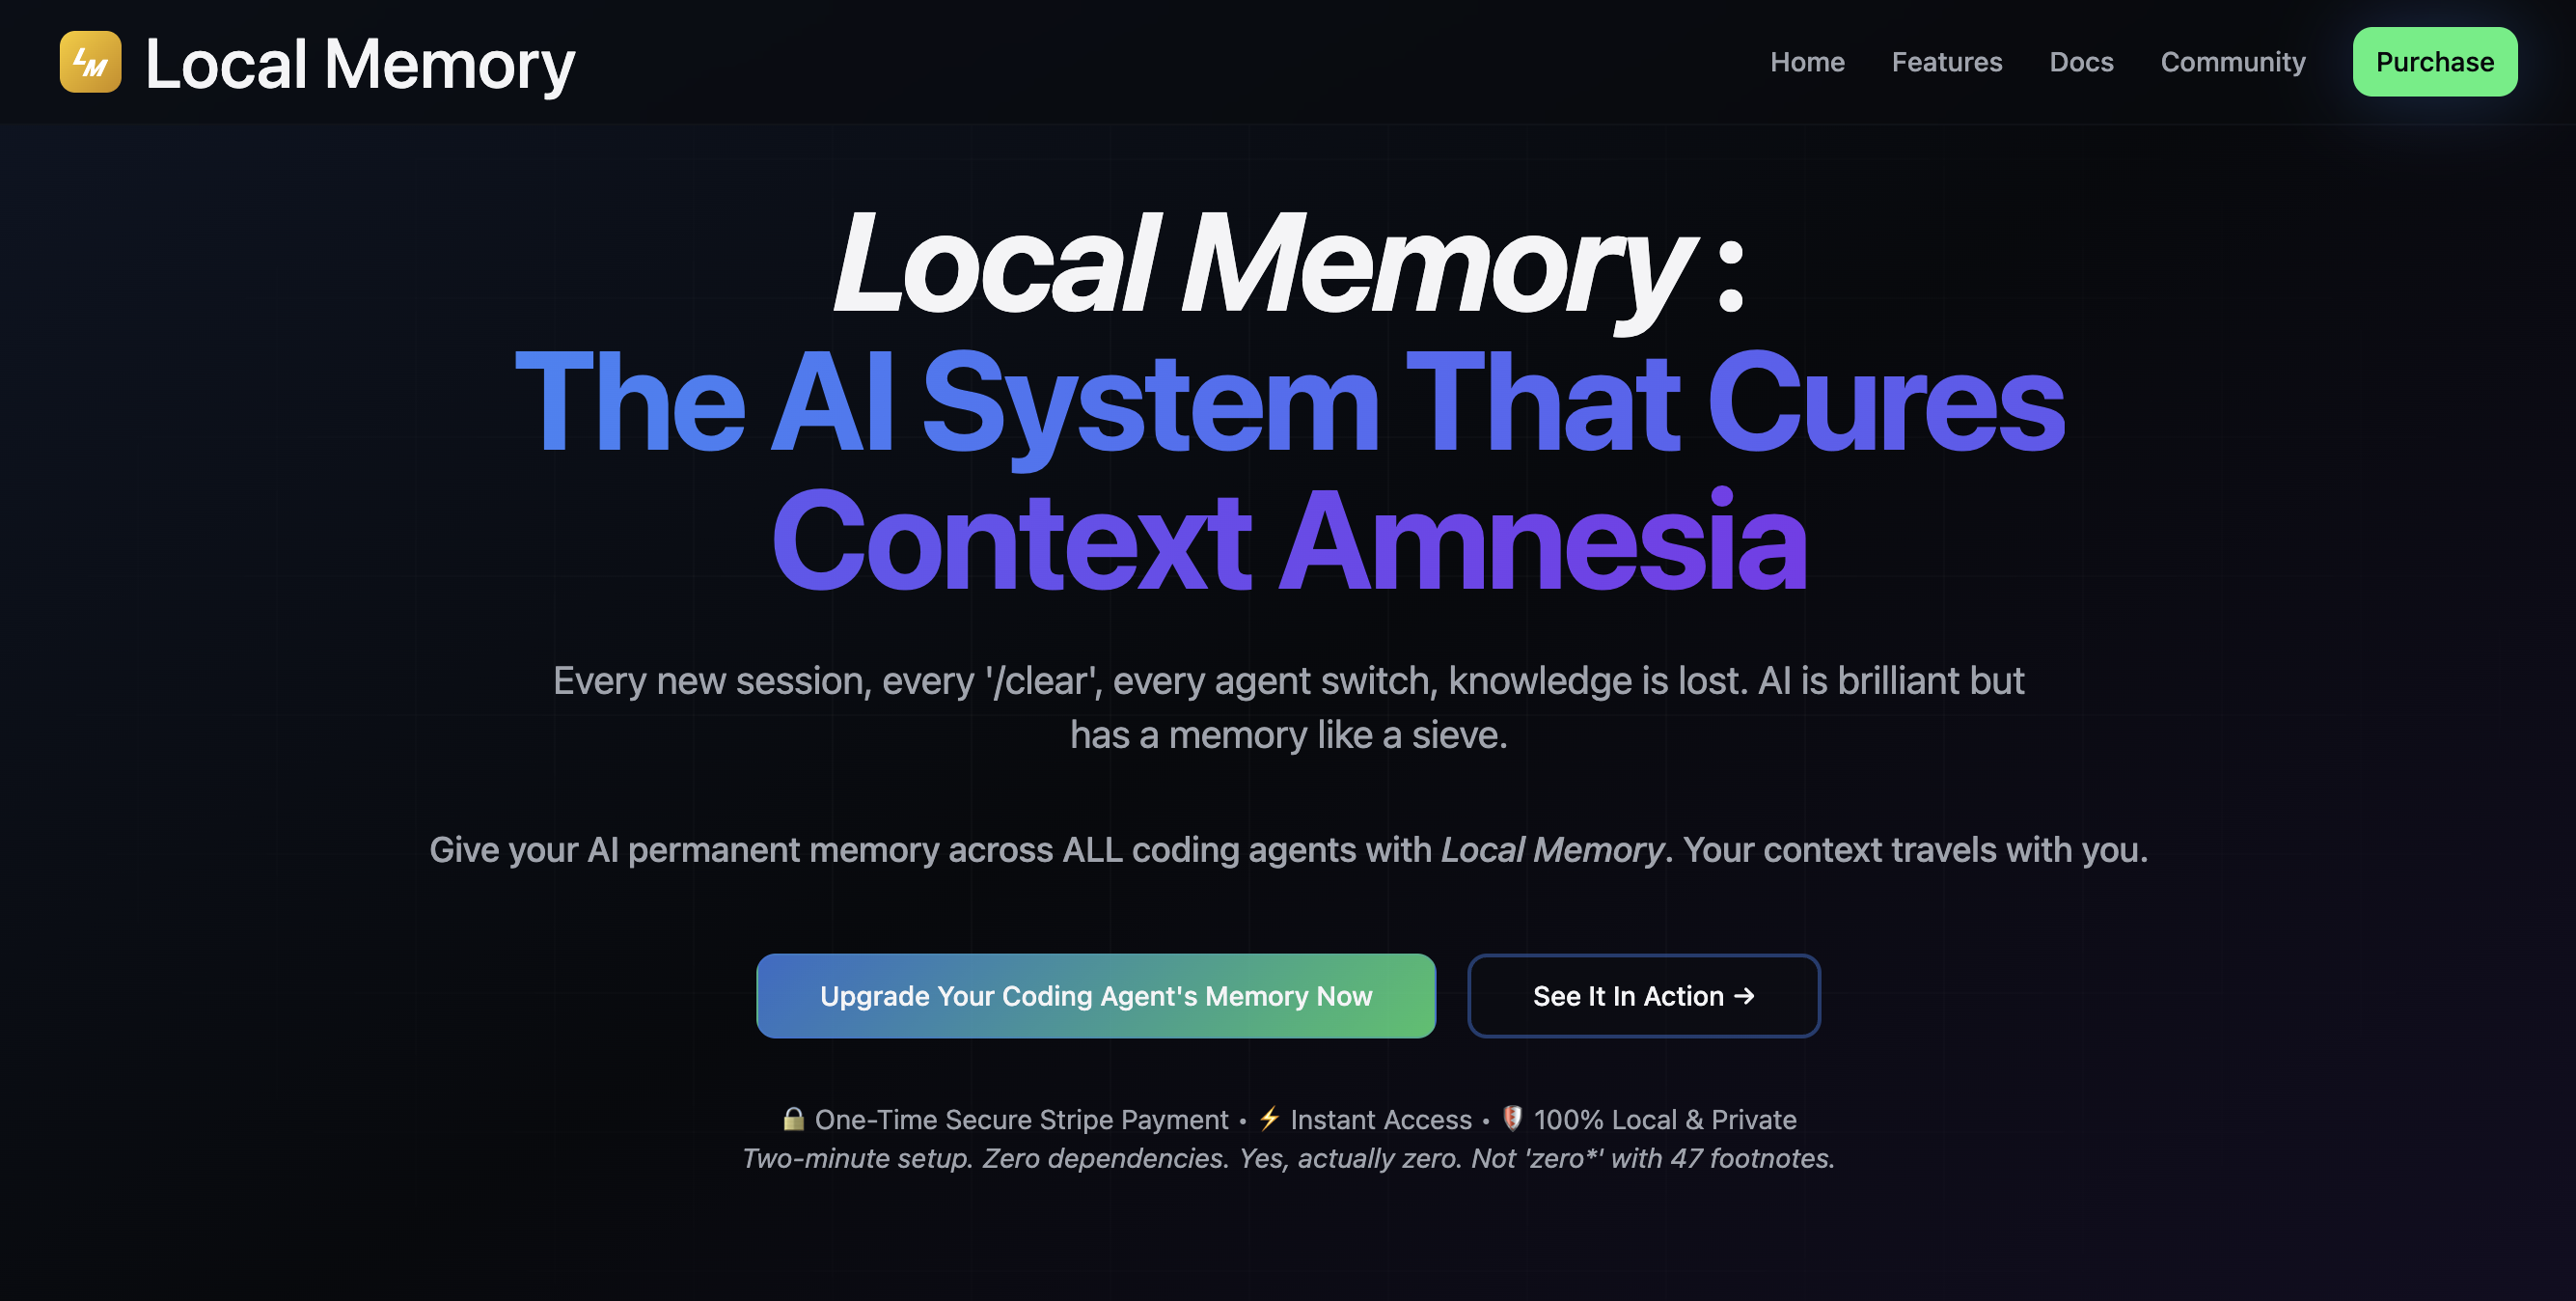 LM Local Memory
Home Features Docs Community Purchase
Local Memory :
The AI System That Cures
Context Amnesia
Every new session, every '/clear', every agent switch, knowledge is lost. AI is brilliant but
has a memory like a sieve.
Give your AI permanent memory across ALL coding agents with Local Memory. Your context travels with you.
Upgrade Your Coding Agent's Memory Now
See It In Action →
🔒 One-Time Secure Stripe Payment • ⚡ Instant Access • 🛡️ 100% Local & Private
Two-minute setup. Zero dependencies. Yes, actually zero. Not 'zero*' with 47 footnotes.